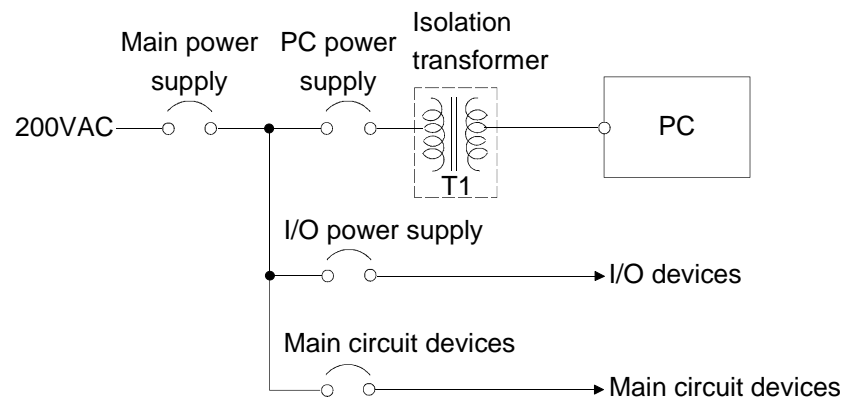 Main power
supply
PC power
supply
Isolation
transformer
200VAC
T1
PC
I/O power supply
I/O devices
Main circuit devices
Main circuit devices